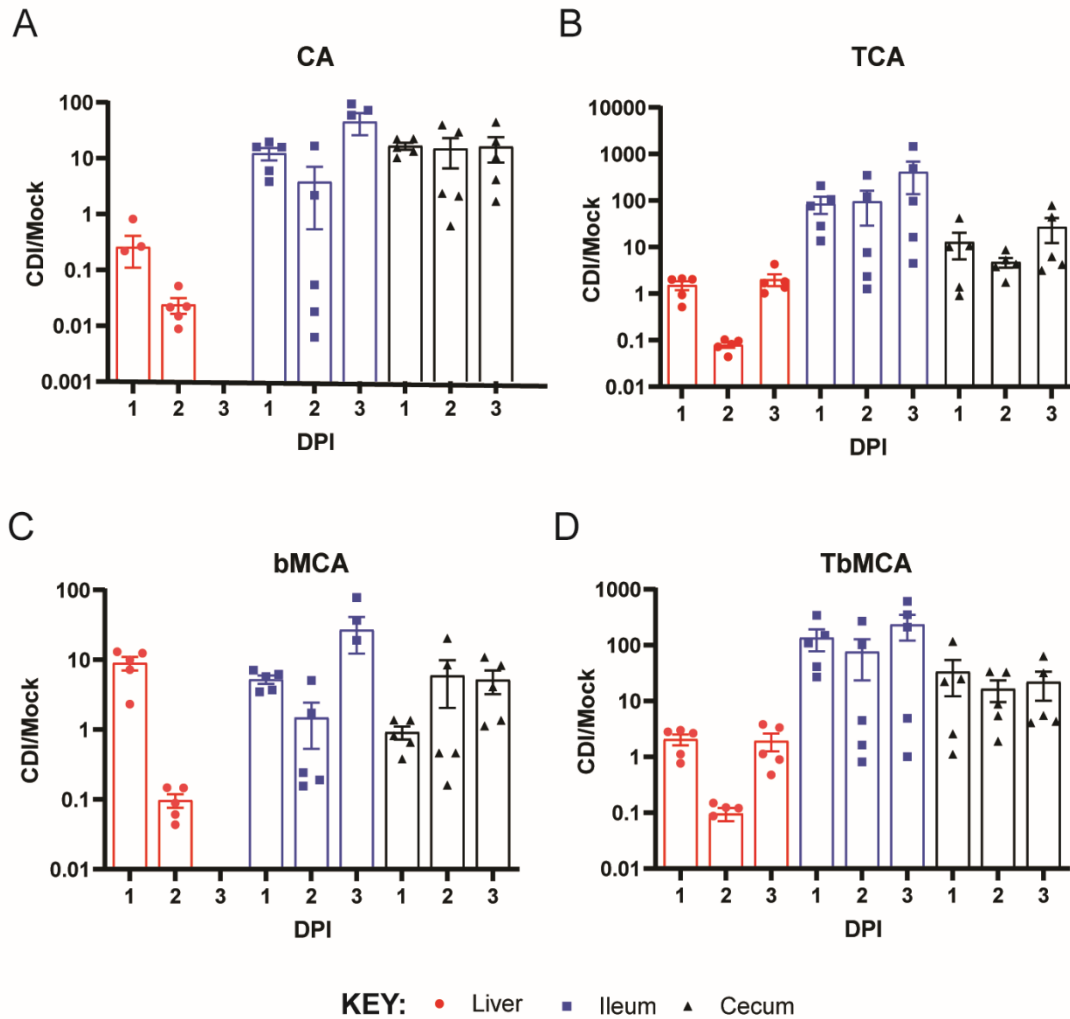 A
CA
CDI/Mock
100
10
1
0.1
0.01
0.001
1 2 3 1 2 3 1 2 3
DPI
B
TCA
CDI/Mock
10000
1000
100
10
1
0.1
0.01
1 2 3 1 2 3 1 2 3
DPI
C
bMCA
CDI/Mock
100
10
1
0.1
0.01
1 2 3 1 2 3 1 2 3
DPI
D
TbMCA
CDI/Mock
1000
100
10
1
0.1
0.01
1 2 3 1 2 3 1 2 3
DPI
KEY: Liver Ileum Cecum